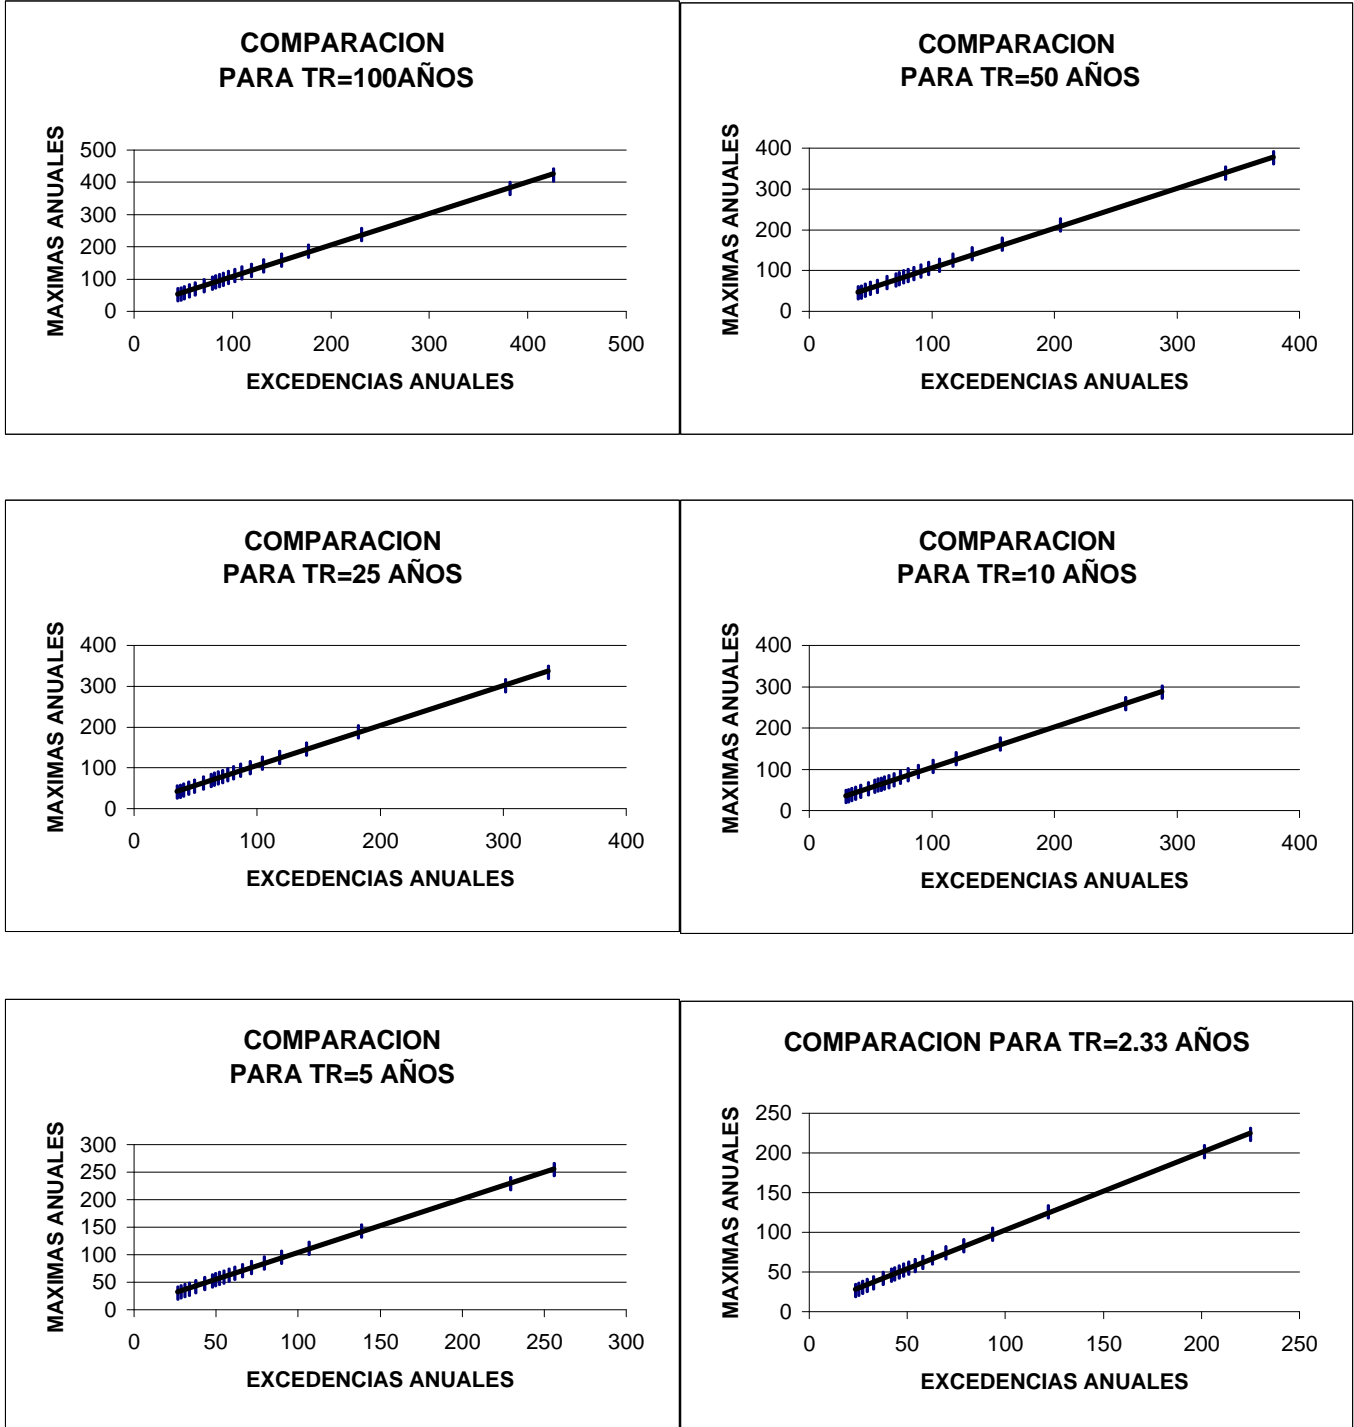 COMPARACION
PARA TR=100AÑOS
MAXIMAS ANUALES
500
400
300
200
100
0
0 100 200 300 400 500
EXCEDENCIAS ANUALES
COMPARACION
PARA TR=50 AÑOS
MAXIMAS ANUALES
400
300
200
100
0
0 100 200 300 400
EXCEDENCIAS ANUALES
COMPARACION
PARA TR=25 AÑOS
MAXIMAS ANUALES
400
300
200
100
0
0 100 200 300 400
EXCEDENCIAS ANUALES
COMPARACION
PARA TR=10 AÑOS
MAXIMAS ANUALES
400
300
200
100
0
0 100 200 300 400
EXCEDENCIAS ANUALES
COMPARACION
PARA TR=5 AÑOS
MAXIMAS ANUALES
300
250
200
150
100
50
0
0 50 100 150 200 250 300
EXCEDENCIAS ANUALES
COMPARACION PARA TR=2.33 AÑOS
MAXIMAS ANUALES
250
200
150
100
50
0
0 50 100 150 200 250
EXCEDENCIAS ANUALES